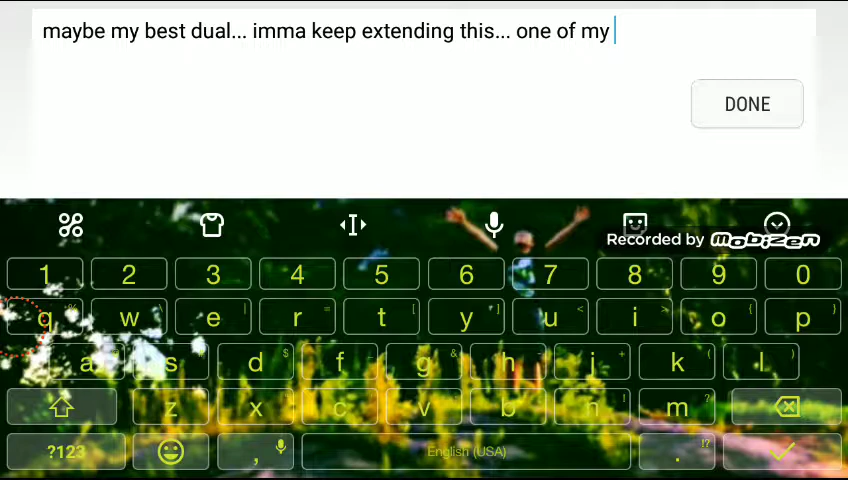 maybe my best dual... imma keep extending this... one of my
DONE
Recorded by Mobizen
1 2 3 4 5 6 7 8 9 0
q w e r t y u i o p
a s d f g h j k l
z x c v b n m
?123 , English (USA) . !?